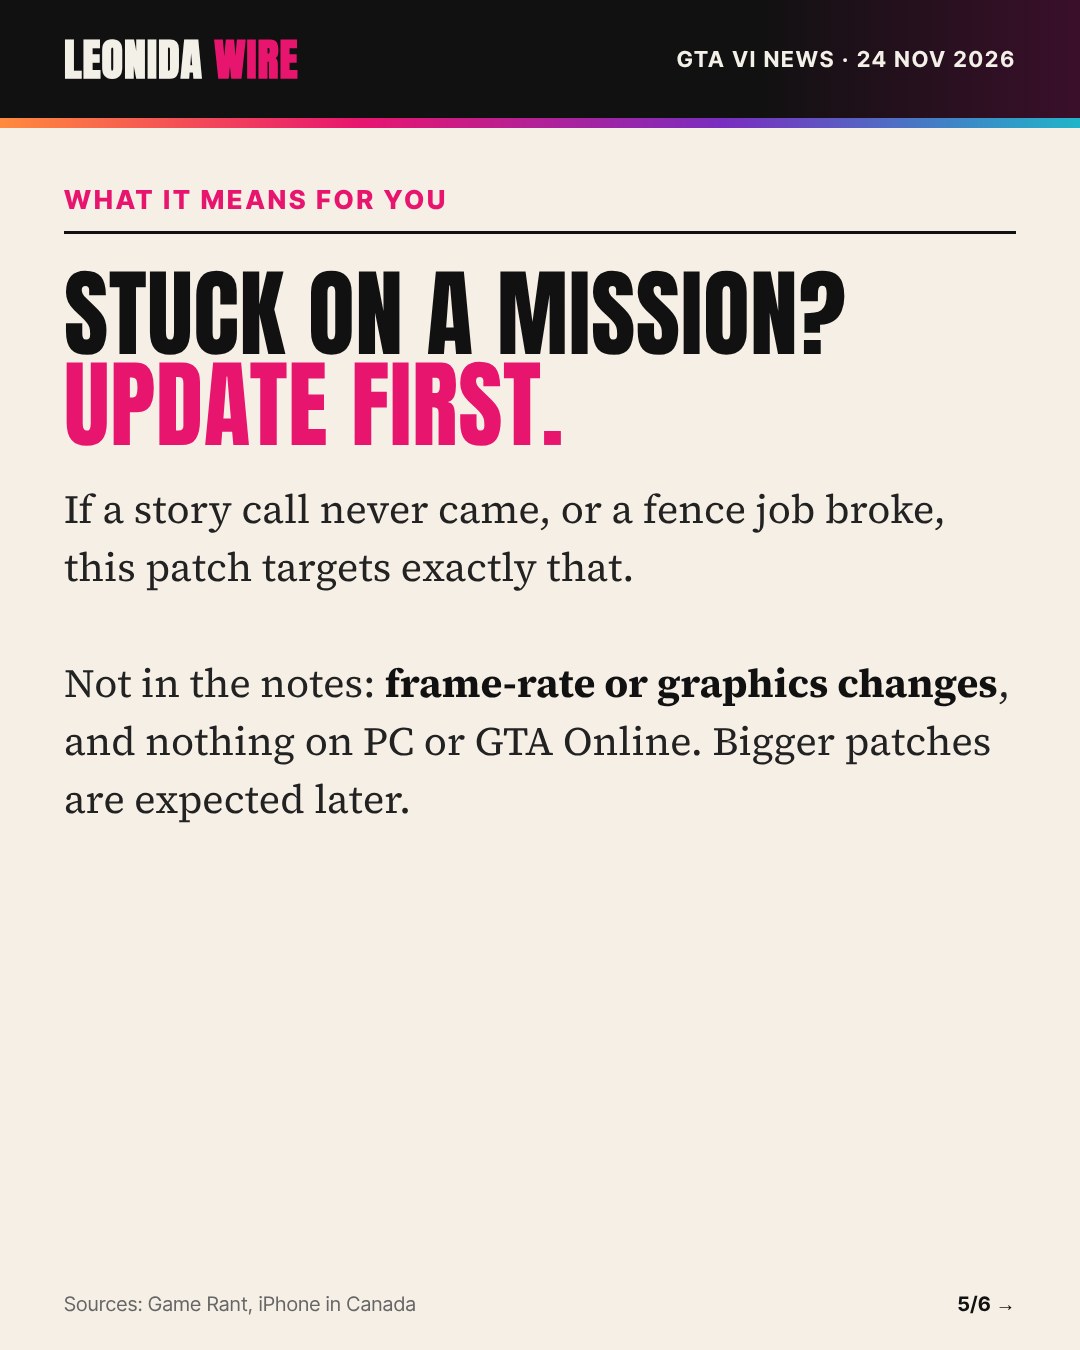 LEONIDA WIRE
GTA VI NEWS · 24 NOV 2026
WHAT IT MEANS FOR YOU
STUCK ON A MISSION?
UPDATE FIRST.
If a story call never came, or a fence job broke,
this patch targets exactly that.
Not in the notes: frame-rate or graphics changes,
and nothing on PC or GTA Online. Bigger patches
are expected later.
Sources: Game Rant, iPhone in Canada
5/6 →